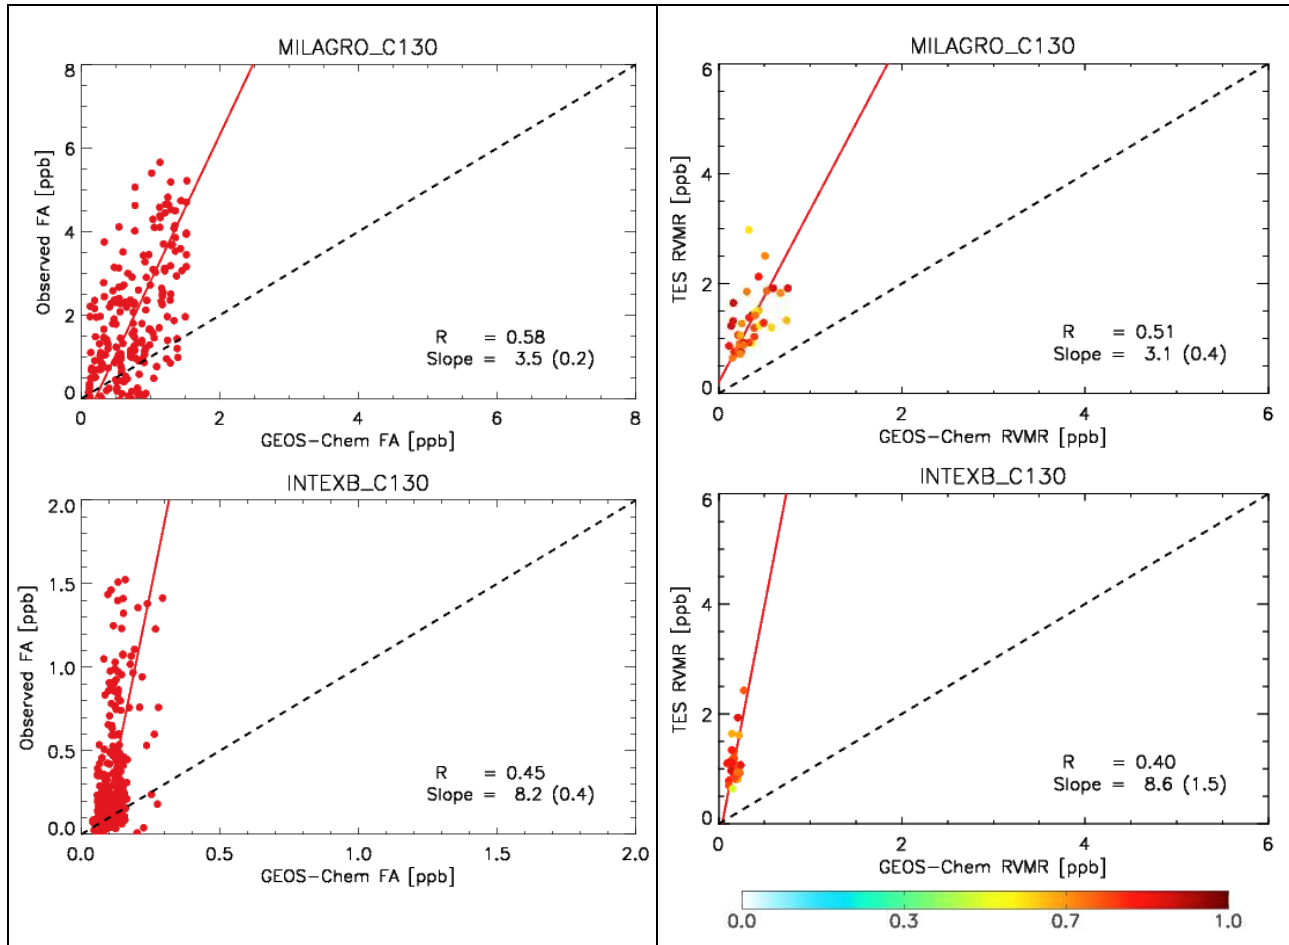 MILAGRO_C130
8
6
4
2
0
Observed FA [ppb]
R = 0.58
Slope = 3.5 (0.2)
0 2 4 6 8
GEOS-Chem FA [ppb]
MILAGRO_C130
6
4
2
0
TES RVMR [ppb]
R = 0.51
Slope = 3.1 (0.4)
0 2 4 6
GEOS-Chem RVMR [ppb]
INTEXB_C130
2.0
1.5
1.0
0.5
0.0
Observed FA [ppb]
R = 0.45
Slope = 8.2 (0.4)
0.0 0.5 1.0 1.5 2.0
GEOS-Chem FA [ppb]
INTEXB_C130
6
4
2
0
TES RVMR [ppb]
R = 0.40
Slope = 8.6 (1.5)
0 2 4 6
GEOS-Chem RVMR [ppb]
0.0 0.3 0.7 1.0